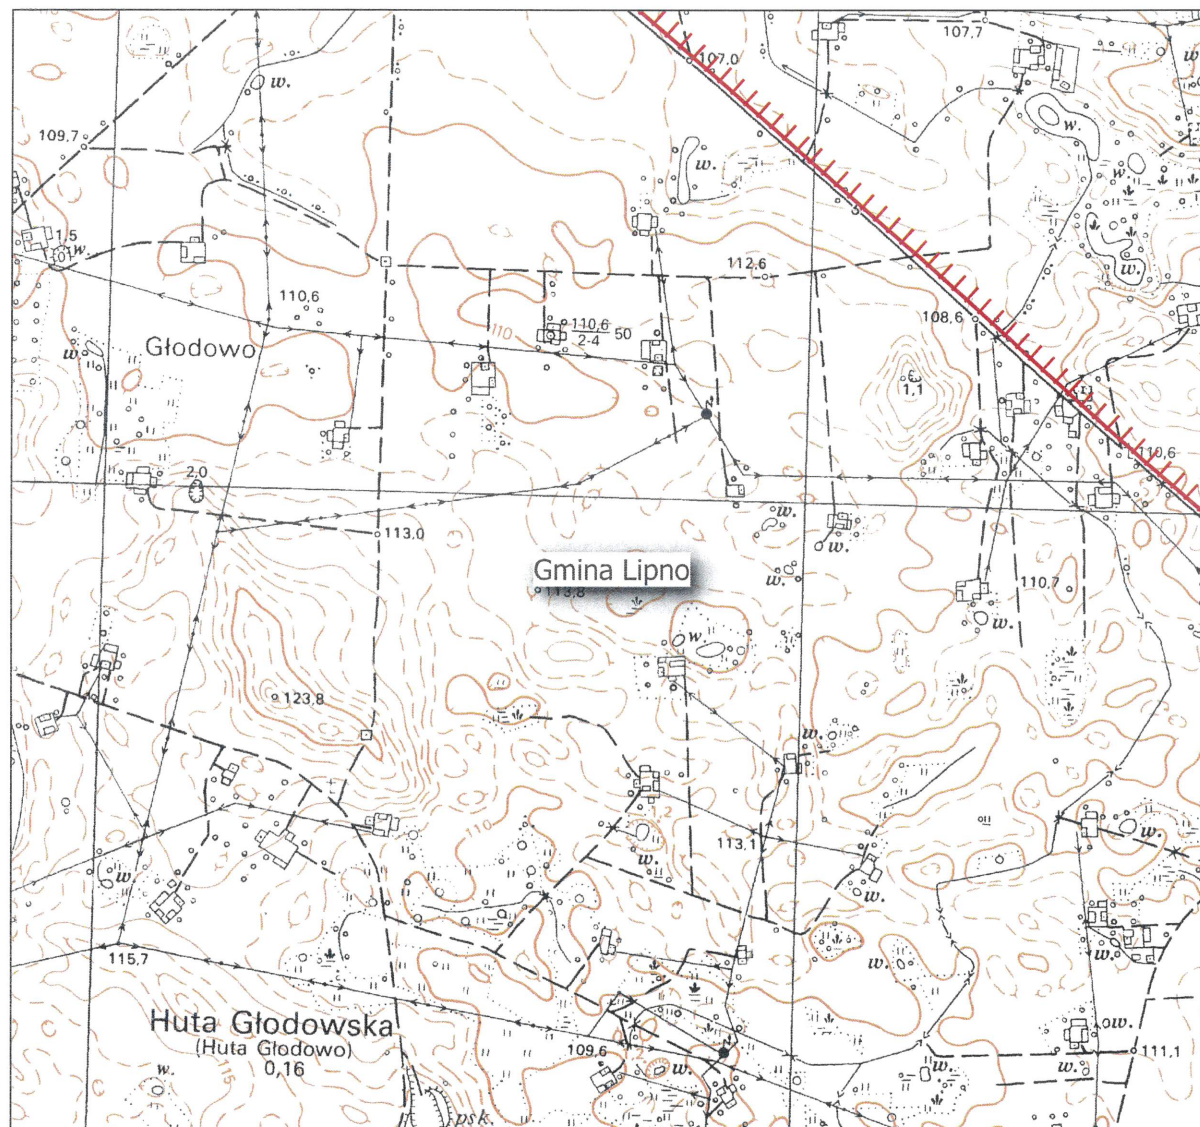 107,7
107,0
w.
w.
w.
109,7
w.
w.
1,5
w.
w.
112,6
110,6
108,6
110
110,6
2-4
50
Głodowo
w.
1,1
110,6
2,0
w.
w.
113,0
Gmina Lipno
w.
113,8
110,7
w.
w.
123,8
w.
110
113,1
w.
w.
w.
w.
115,7
w.
w.
Huta Głodowska
(Huta Głodowo)
0,16
109,6
w.
111,1
w.
115
w.
w.
w.
psk.